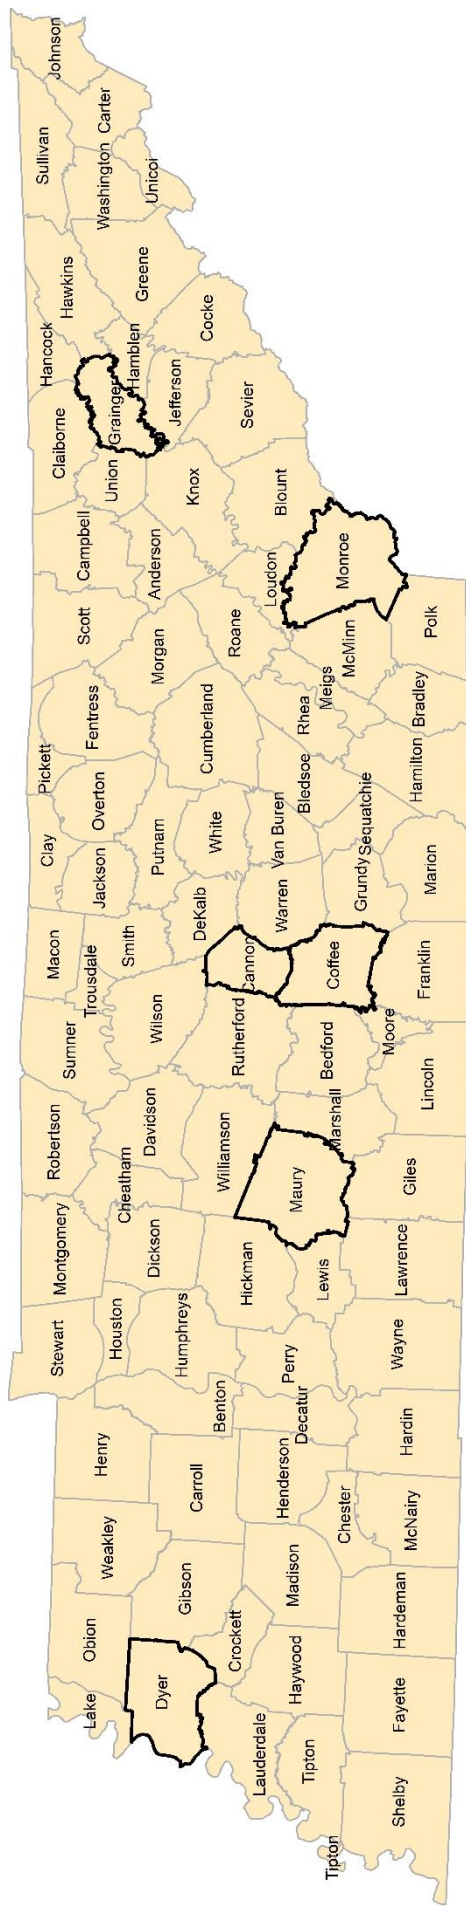 Lake
Obion
Weakley
Henry
Stewart
Montgomery
Robertson
Sumner
Macon
Clay
Pickett
Scott
Campbell
Claiborne
Hancock
Hawkins
Sullivan
Johnson
Dyer
Gibson
Carroll
Benton
Houston
Humphreys
Dickson
Cheatham
Davidson
Wilson
Trousdale
Smith
Jackson
Overton
Fentress
Putnam
Morgan
Anderson
Union
Grainger
Hamblen
Greene
Washington
Unicoi
Carter
Lauderdale
Crockett
Haywood
Madison
Henderson
Decatur
Perry
Hickman
Williamson
Rutherford
Cannon
DeKalb
White
Cumberland
Roane
Knox
Jefferson
Cocke
Sevier
Tipton
Tipton
Chester
Lewis
Maury
Marshall
Bedford
Coffee
Warren
Van Buren
Bledsoe
Rhea
Meigs
Loudon
Blount
Monroe
McMinn
Shelby
Fayette
Hardeman
McNairy
Hardin
Wayne
Lawrence
Giles
Lincoln
Moore
Franklin
Grundy
Sequatchie
Marion
Hamilton
Bradley
Polk